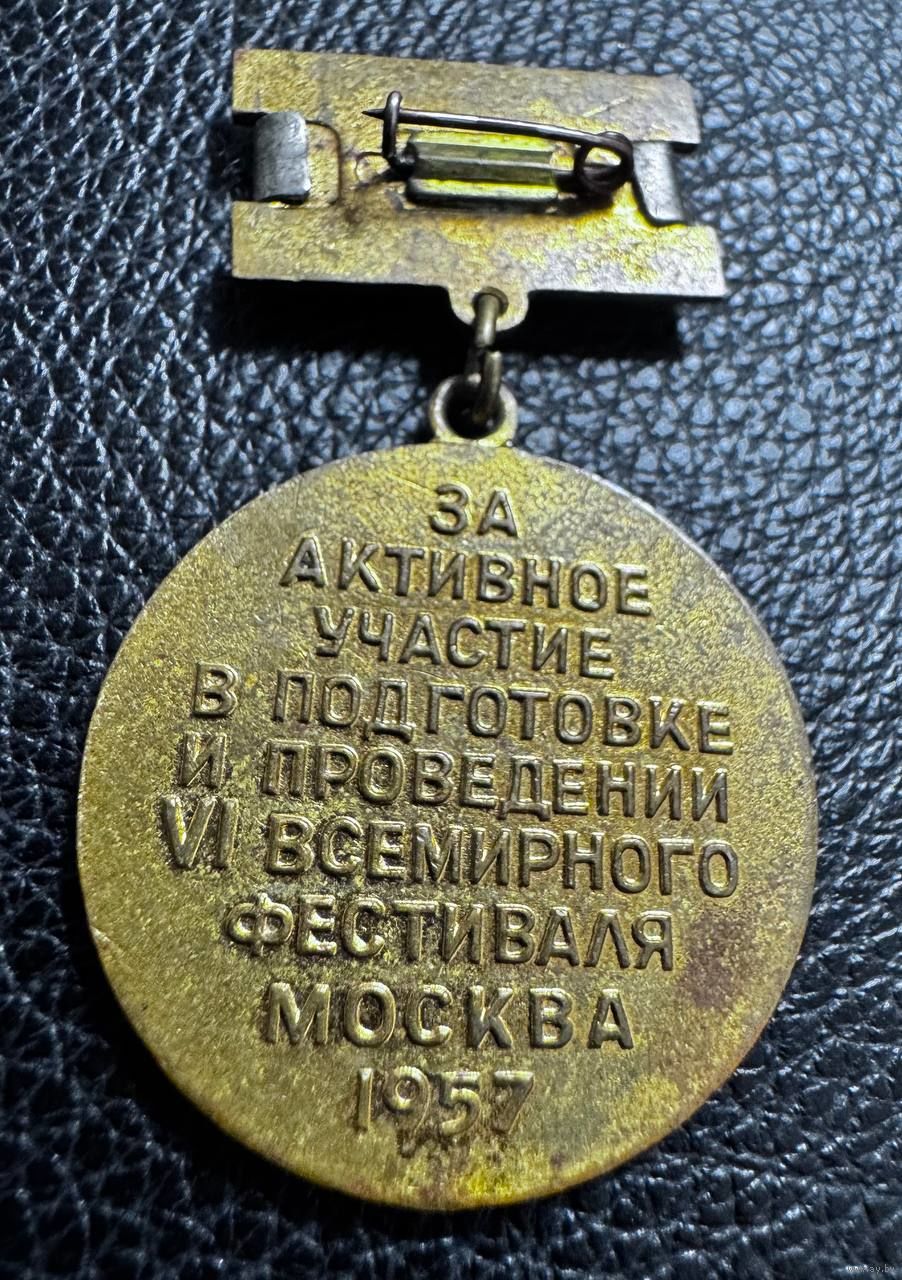 ЗА
АКТИВНОЕ
УЧАСТИЕ
В ПОДГОТОВКЕ
И ПРОВЕДЕНИИ
VI ВСЕМИРНОГО
ФЕСТИВАЛЯ
МОСКВА
1957